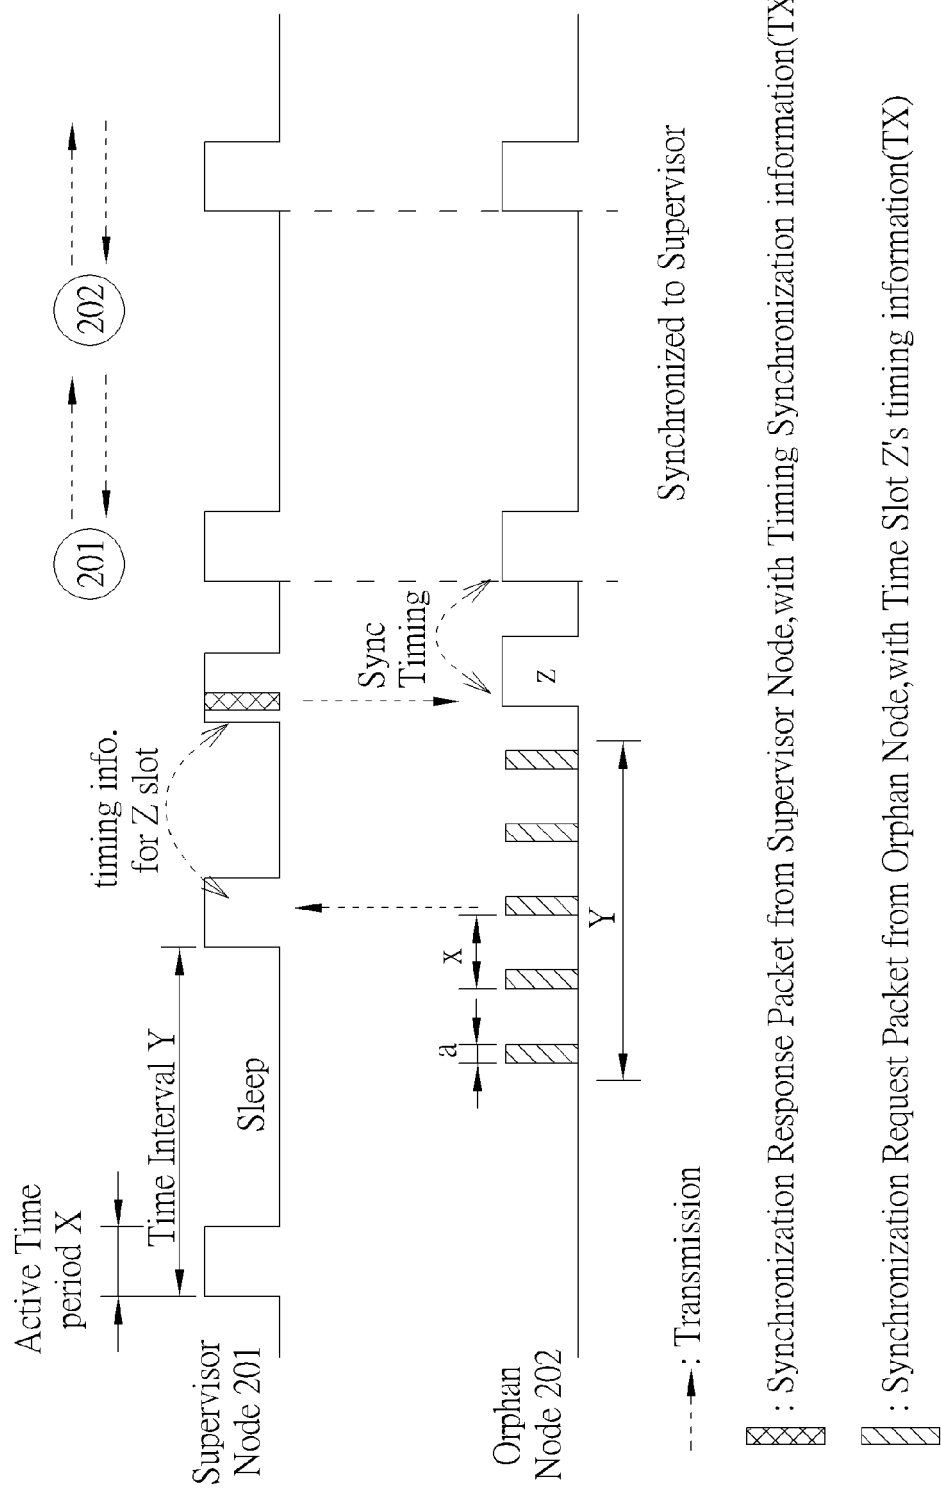 201
202
Active Time
period X
Time Interval Y
Sleep
timing info.
for Z slot
Supervisor
Node 201
Sync
Timing
a
x
Z
Y
Orphan
Node 202
Synchronized to Supervisor
: Transmission
: Synchronization Response Packet from Supervisor Node,with Timing Synchronization information(TX
: Synchronization Request Packet from Orphan Node,with Time Slot Z's timing information(TX)